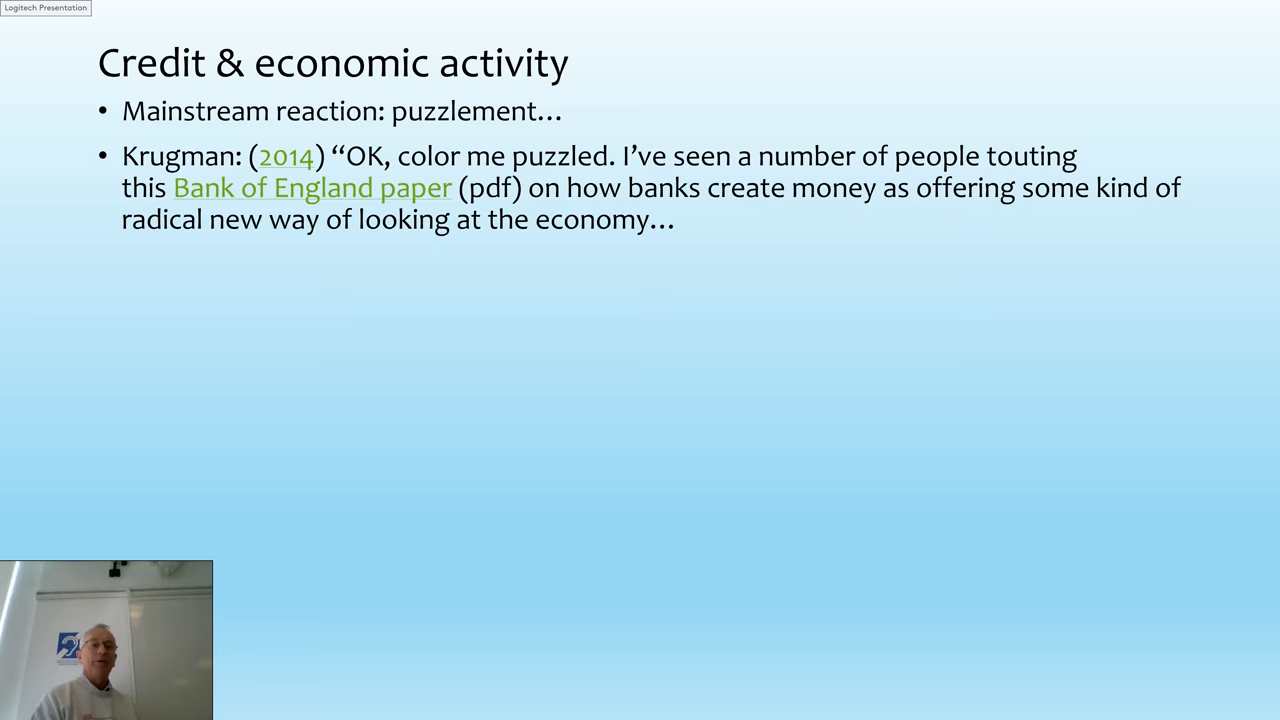 Logitech Presentation
Credit & economic activity
• Mainstream reaction: puzzlement…
• Krugman: (2014) “OK, color me puzzled. I’ve seen a number of people touting
this Bank of England paper (pdf) on how banks create money as offering some kind of
radical new way of looking at the economy…